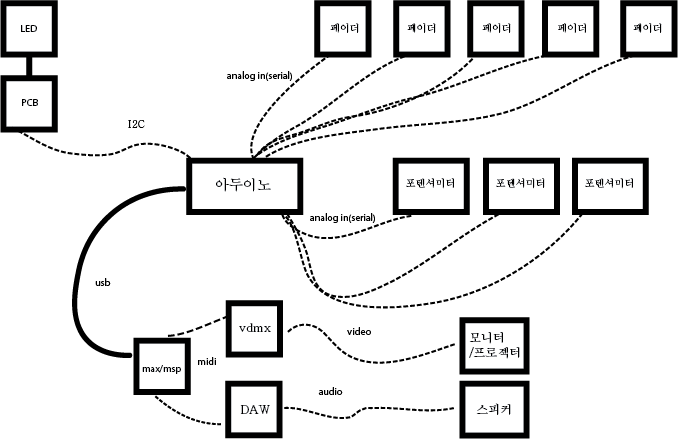 LED
페이더
페이더
페이더
페이더
페이더
analog in(serial)
PCB
I2C
아두이노
포텐셔미터
포텐셔미터
포텐셔미터
analog in(serial)
usb
vdmx
video
모니터
/프로젝터
max/msp
midi
audio
DAW
스피커